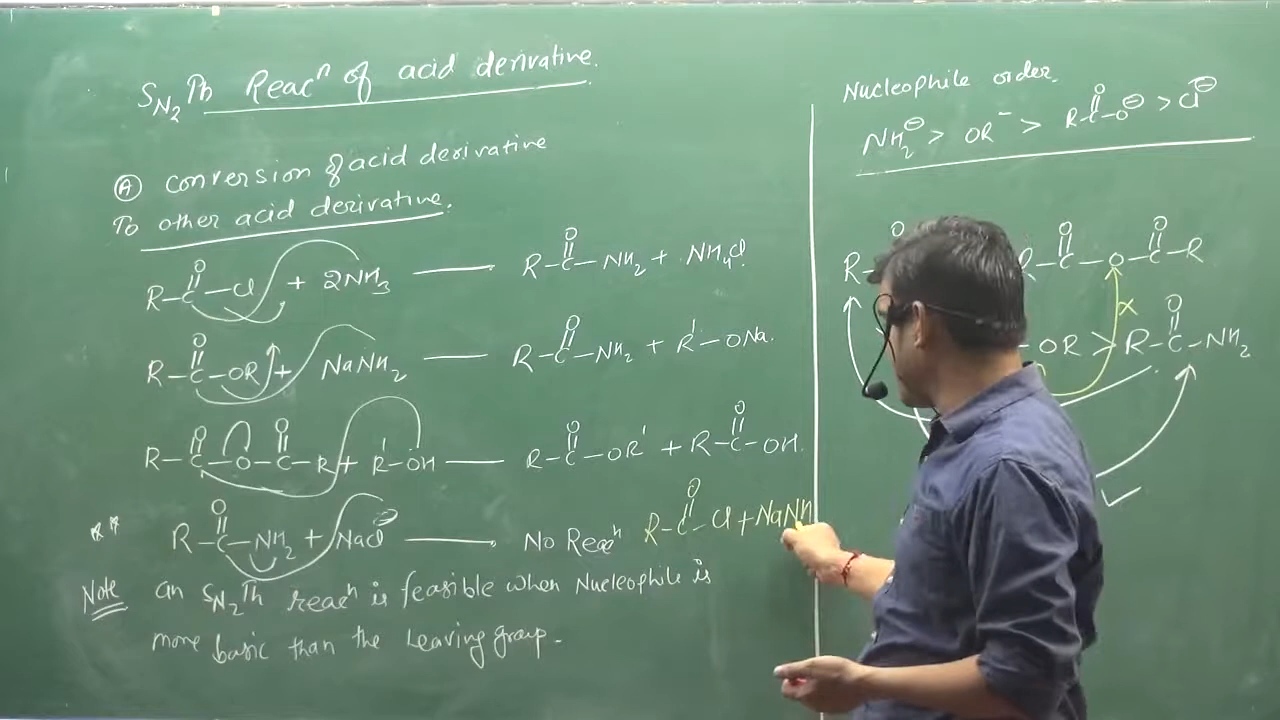 SN2Th Reacⁿ of acid derivative.
Ⓐ conversion of acid derivative
To other acid derivative.
R-C(=O)-Cl + 2NH3 —— R-C(=O)-NH2 + NH4Cl
R-C(=O)-OR + NaNH2 —— R-C(=O)-NH2 + R'-ONa.
R-C(=O)-O-C(=O)-R + R'-OH —— R-C(=O)-OR' + R-C(=O)-OH.
** R-C(=O)-NH2 + NaCl⊖ —— No Reacⁿ
R-C(=O)-Cl + NaNH
Note an SN2Th reacⁿ is feasible when Nucleophile is
more basic than the Leaving group.
Nucleophile order.
NH2⊖ > OR⁻ > R-C(=O)-O⊖ > Cl⊖
R- R-C(=O)-O-C(=O)-R
x
-OR > R-C(=O)-NH2